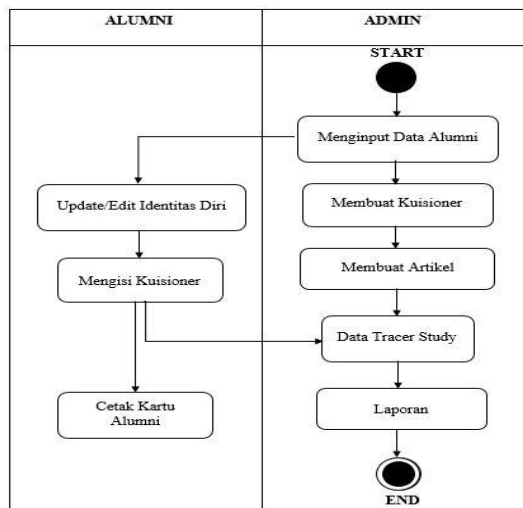 ALUMNI
ADMIN
START
Menginput Data Alumni
Update/Edit Identitas Diri
Membuat Kuisioner
Mengisi Kuisioner
Membuat Artikel
Data Tracer Study
Cetak Kartu
Alumni
Laporan
END